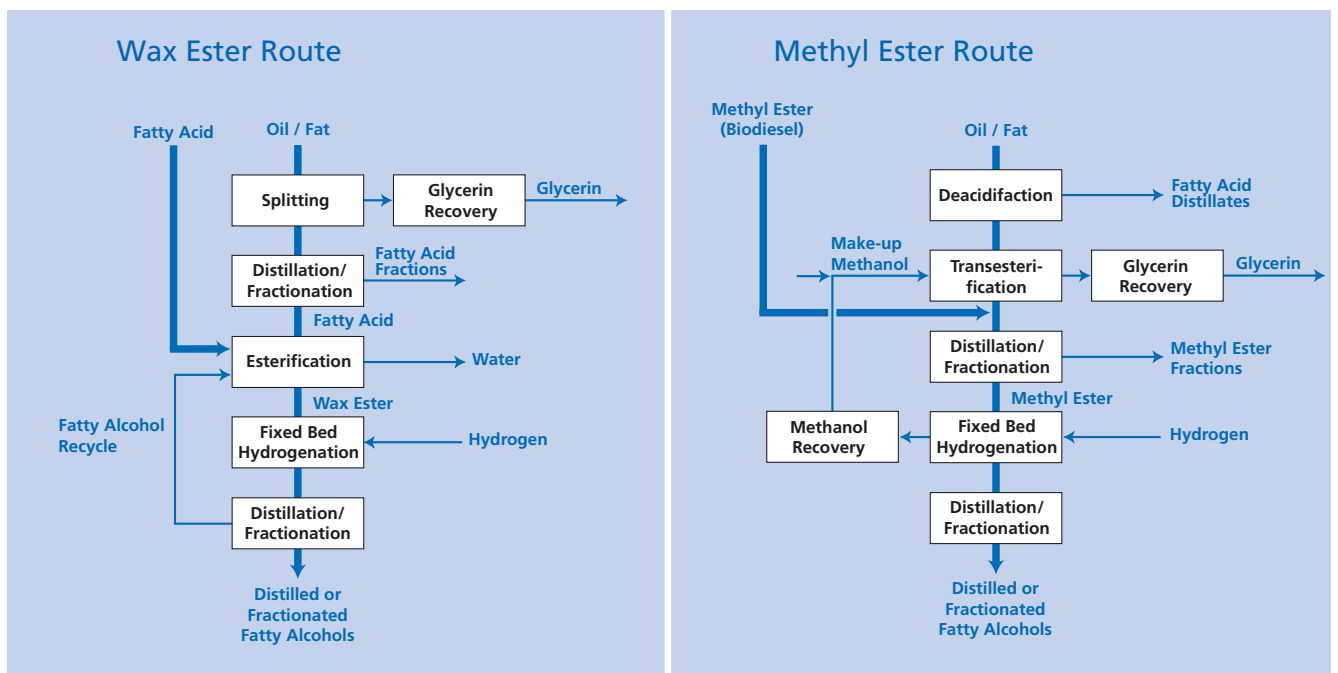 Wax Ester Route
Fatty Acid
Oil / Fat
Splitting
Glycerin
Recovery
Glycerin
Distillation/
Fractionation
Fatty Acid
Fractions
Fatty Acid
Esterification
Water
Wax Ester
Fatty Alcohol
Recycle
Fixed Bed
Hydrogenation
Hydrogen
Distillation/
Fractionation
Distilled or
Fractionated
Fatty Alcohols
Methyl Ester Route
Methyl Ester
(Biodiesel)
Oil / Fat
Deacidifaction
Fatty Acid
Distillates
Make-up
Methanol
Transesteri-
fication
Glycerin
Recovery
Glycerin
Distillation/
Fractionation
Methyl Ester
Fractions
Methyl Ester
Methanol
Recovery
Fixed Bed
Hydrogenation
Hydrogen
Distillation/
Fractionation
Distilled or
Fractionated
Fatty Alcohols